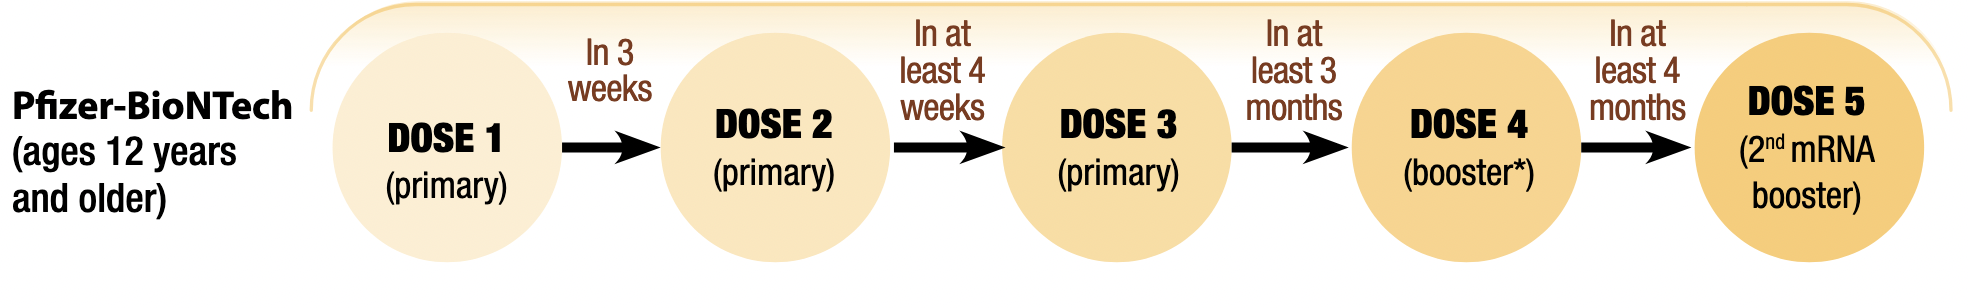 Pfizer-BioNTech
(ages 12 years
and older)
DOSE 1
(primary)
In 3
weeks
DOSE 2
(primary)
In at
least 4
weeks
DOSE 3
(primary)
In at
least 3
months
DOSE 4
(booster*)
In at
least 4
months
DOSE 5
(2nd mRNA
booster)